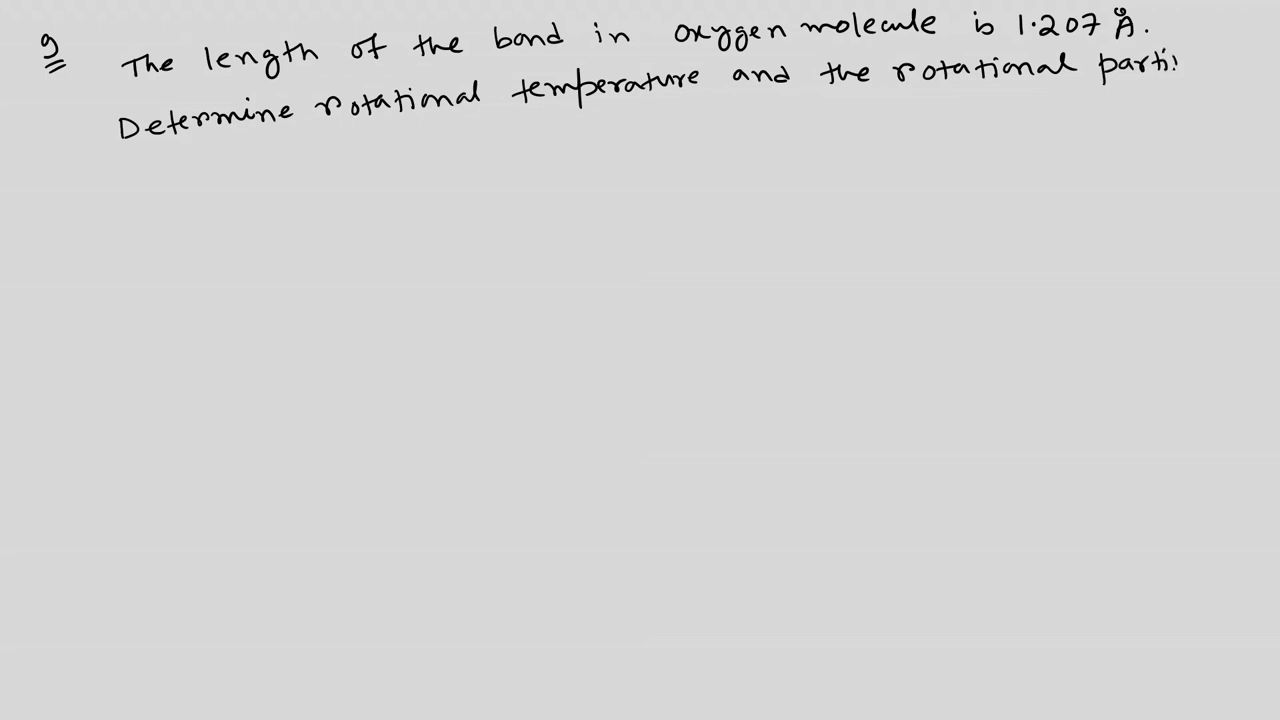 9 The length of the bond in oxygen molecule is 1.207 Å.
Determine rotational temperature and the rotational parti